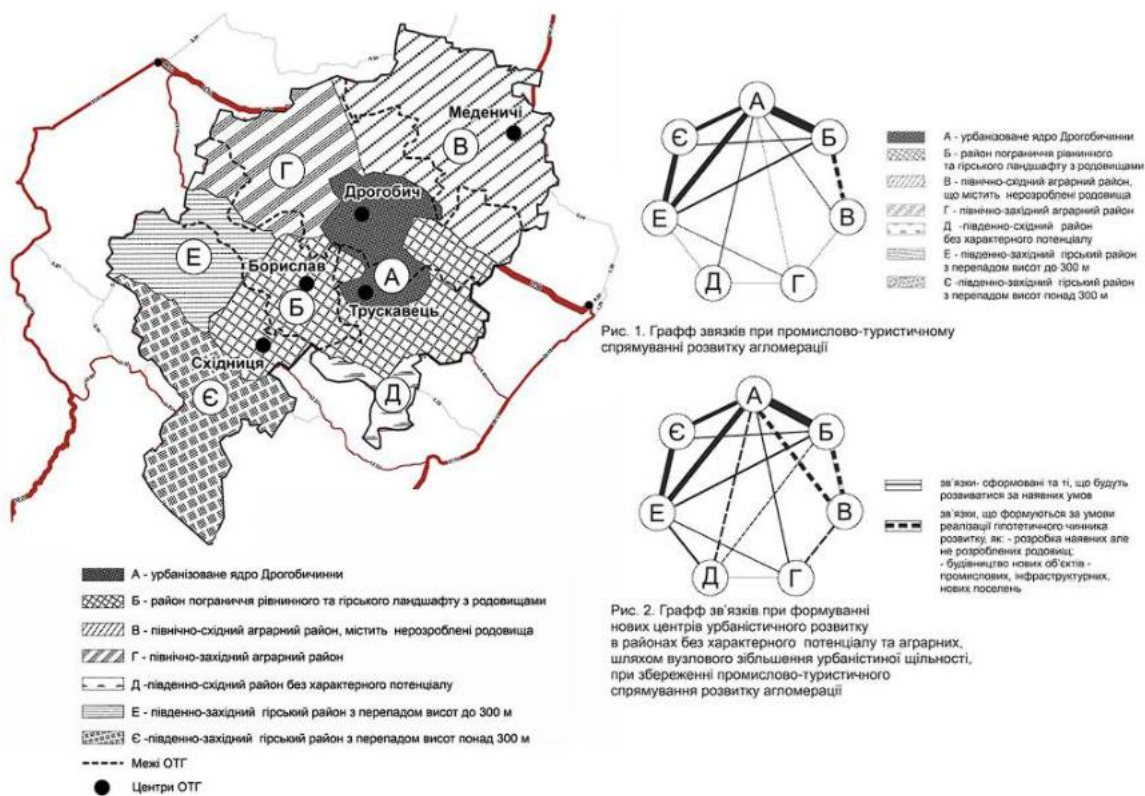 Меденичі
В
Г
Дрогобич
Е
Борислав
А
Б
Трускавець
Східниця
Є
Д
А - урбанізоване ядро Дрогобичинни
Б - район пограниччя рівнинного та гірського ландшафту з родовищами
В - північно-східний аграрний район, містить нерозроблені родовища
Г - північно-західний аграрний район
Д -південно-східний район без характерного потенціалу
Е - південно-західний гірський район з перепадом висот до 300 м
Є -південно-західний гірський район з перепадом висот понад 300 м
Межі ОТГ
Центри ОТГ
А
Є
Б
Е
В
Д
Г
А - урбанізоване ядро Дрогобичинни
Б - район пограниччя рівнинного
та гірського ландшафту з родовищами
В - північно-східний аграрний район,
що містить нерозроблені родовища
Г - північно-західний аграрний район
Д -південно-східний район
без характерного потенціалу
Е - південно-західний гірський район
з перепадом висот до 300 м
Є -південно-західний гірський район
з перепадом висот понад 300 м
Рис. 1. Графф звязків при промислово-туристичному
спрямуванні розвитку агломерації
А
Є
Б
Е
В
Д
Г
зв'язки- сформовані та ті, що будуть
розвиватися за наявних умов
зв'язки, що формуються за умови
реалізації гіпотетичного чинника
розвитку, як: - розробка наявних але
не розроблених родовищ;
- будівництво нових об'єктів -
промислових, інфраструктурних,
нових поселень
Рис. 2. Графф зв'язків при формуванні
нових центрів урбаністичного розвитку
в районах без характерного потенціалу та аграрних,
шляхом вузлового збільшення урбаністиної щільності,
при збереженні промислово-туристичного
спрямування розвитку агломерації